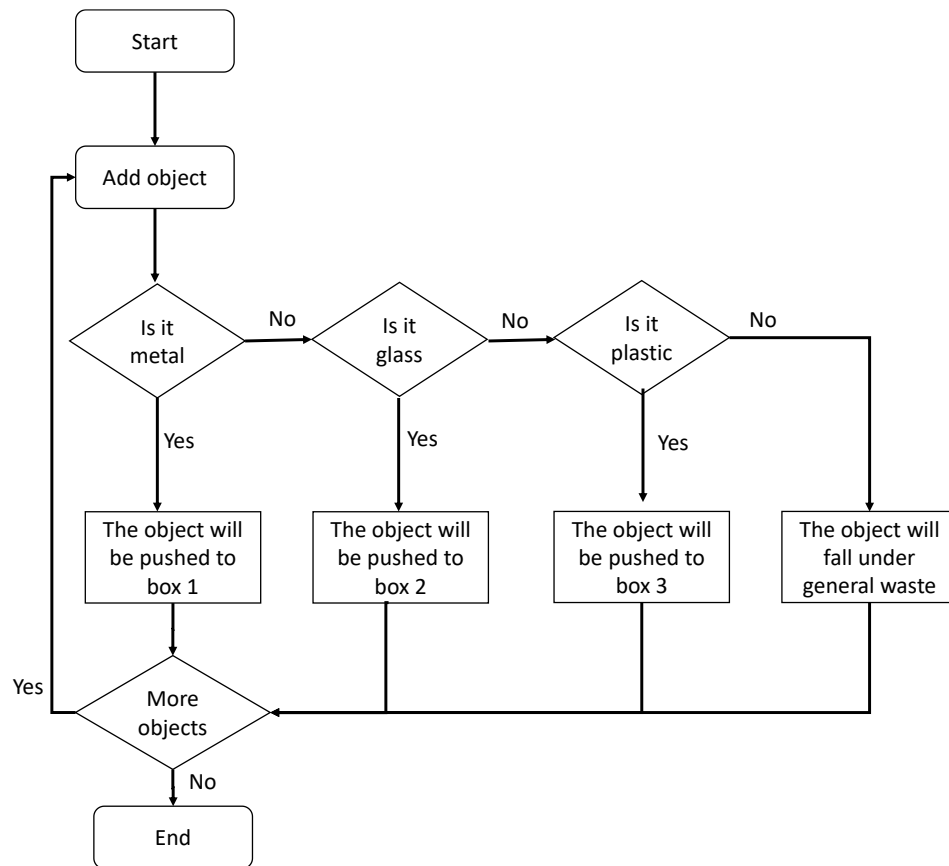 Start
Add object
Is it
metal
No
Is it
glass
No
Is it
plastic
No
Yes
Yes
Yes
The object will
be pushed to
box 1
The object will
be pushed to
box 2
The object will
be pushed to
box 3
The object will
fall under
general waste
Yes
More
objects
No
End